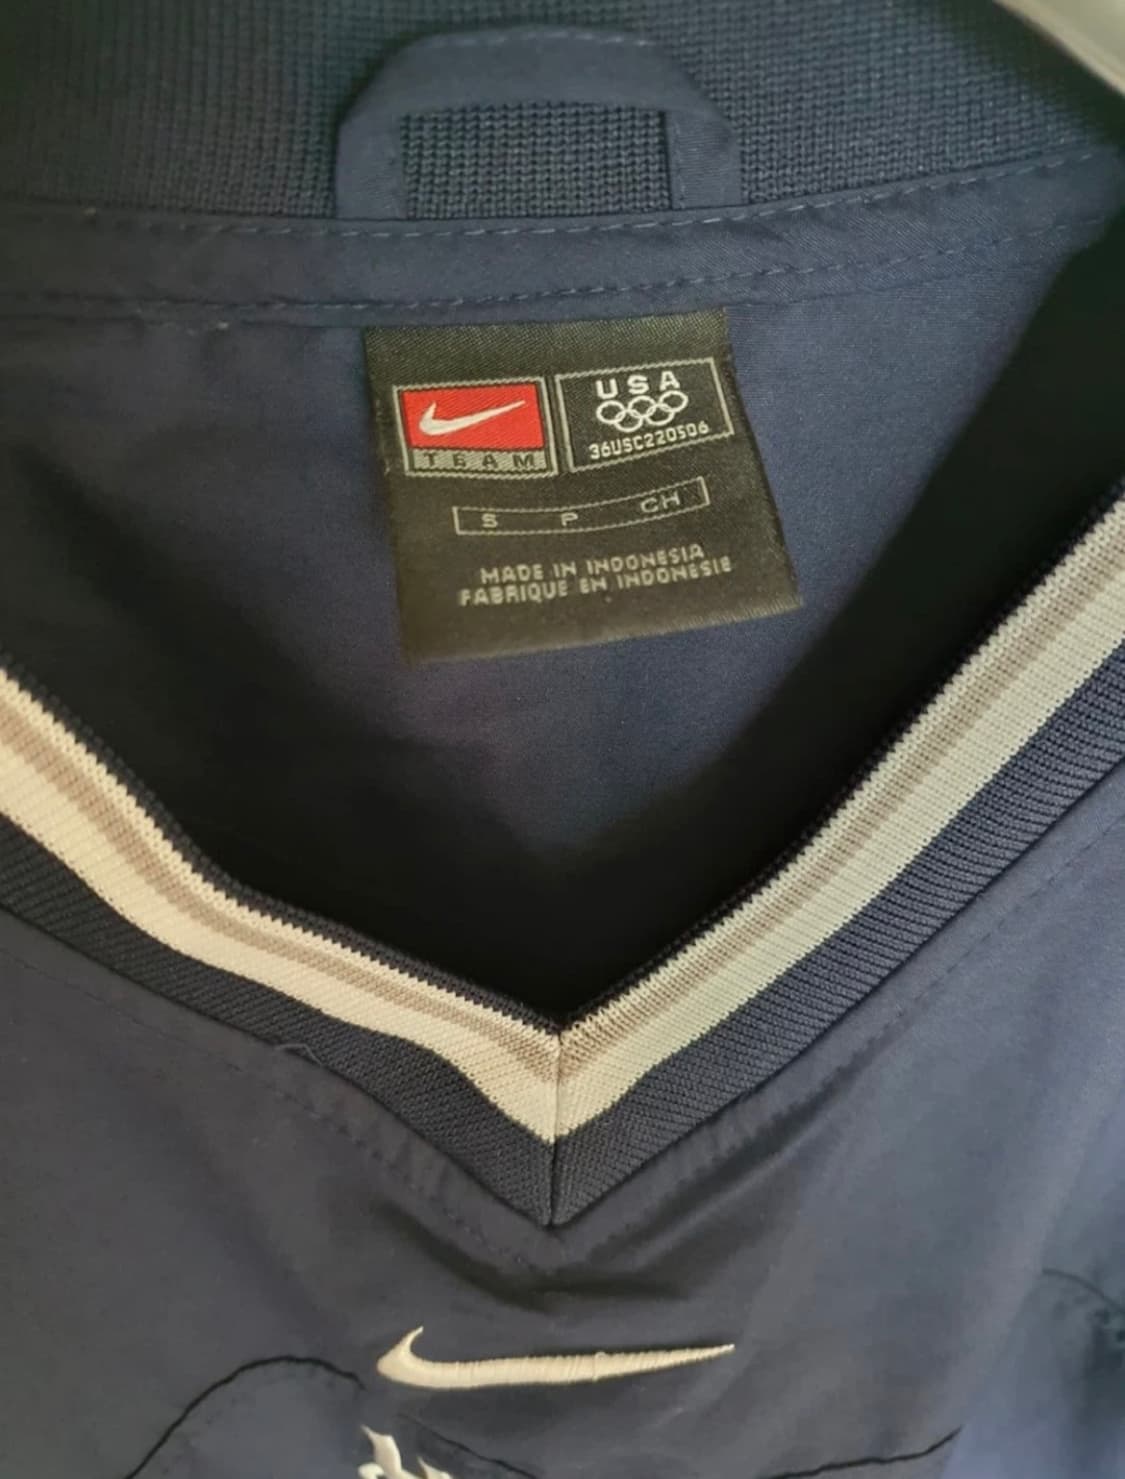 TEAM
USA
36USC220506
S P CH
MADE IN INDONESIA
FABRIQUE EN INDONESIE